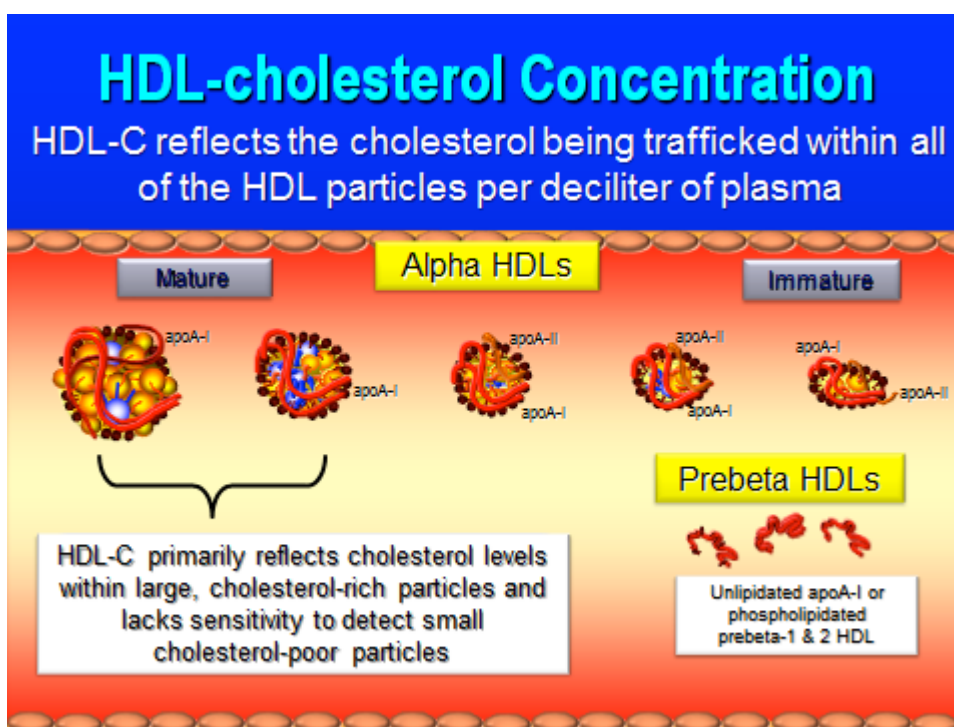 HDL-cholesterol Concentration
HDL-C reflects the cholesterol being trafficked within all
of the HDL particles per deciliter of plasma
Mature
Alpha HDLs
Immature
apoA-I
apoA-I
apoA-II
apoA-I
apoA-II
apoA-I
apoA-I
apoA-II
Prebeta HDLs
HDL-C primarily reflects cholesterol levels
within large, cholesterol-rich particles and
lacks sensitivity to detect small
cholesterol-poor particles
Unlipidated apoA-I or
phospholipidated
prebeta-1 & 2 HDL